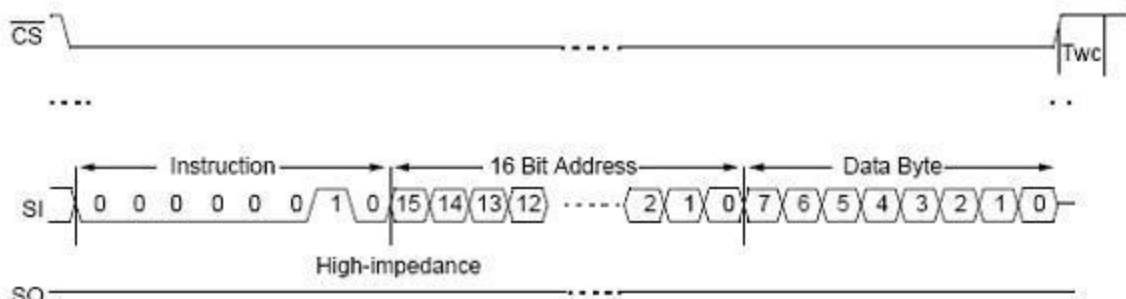 CS
Twc
Instruction 16 Bit Address Data Byte
SI 0 0 0 0 0 0 1 0 15 14 13 12 2 1 0 7 6 5 4 3 2 1 0
High-impedance
SO